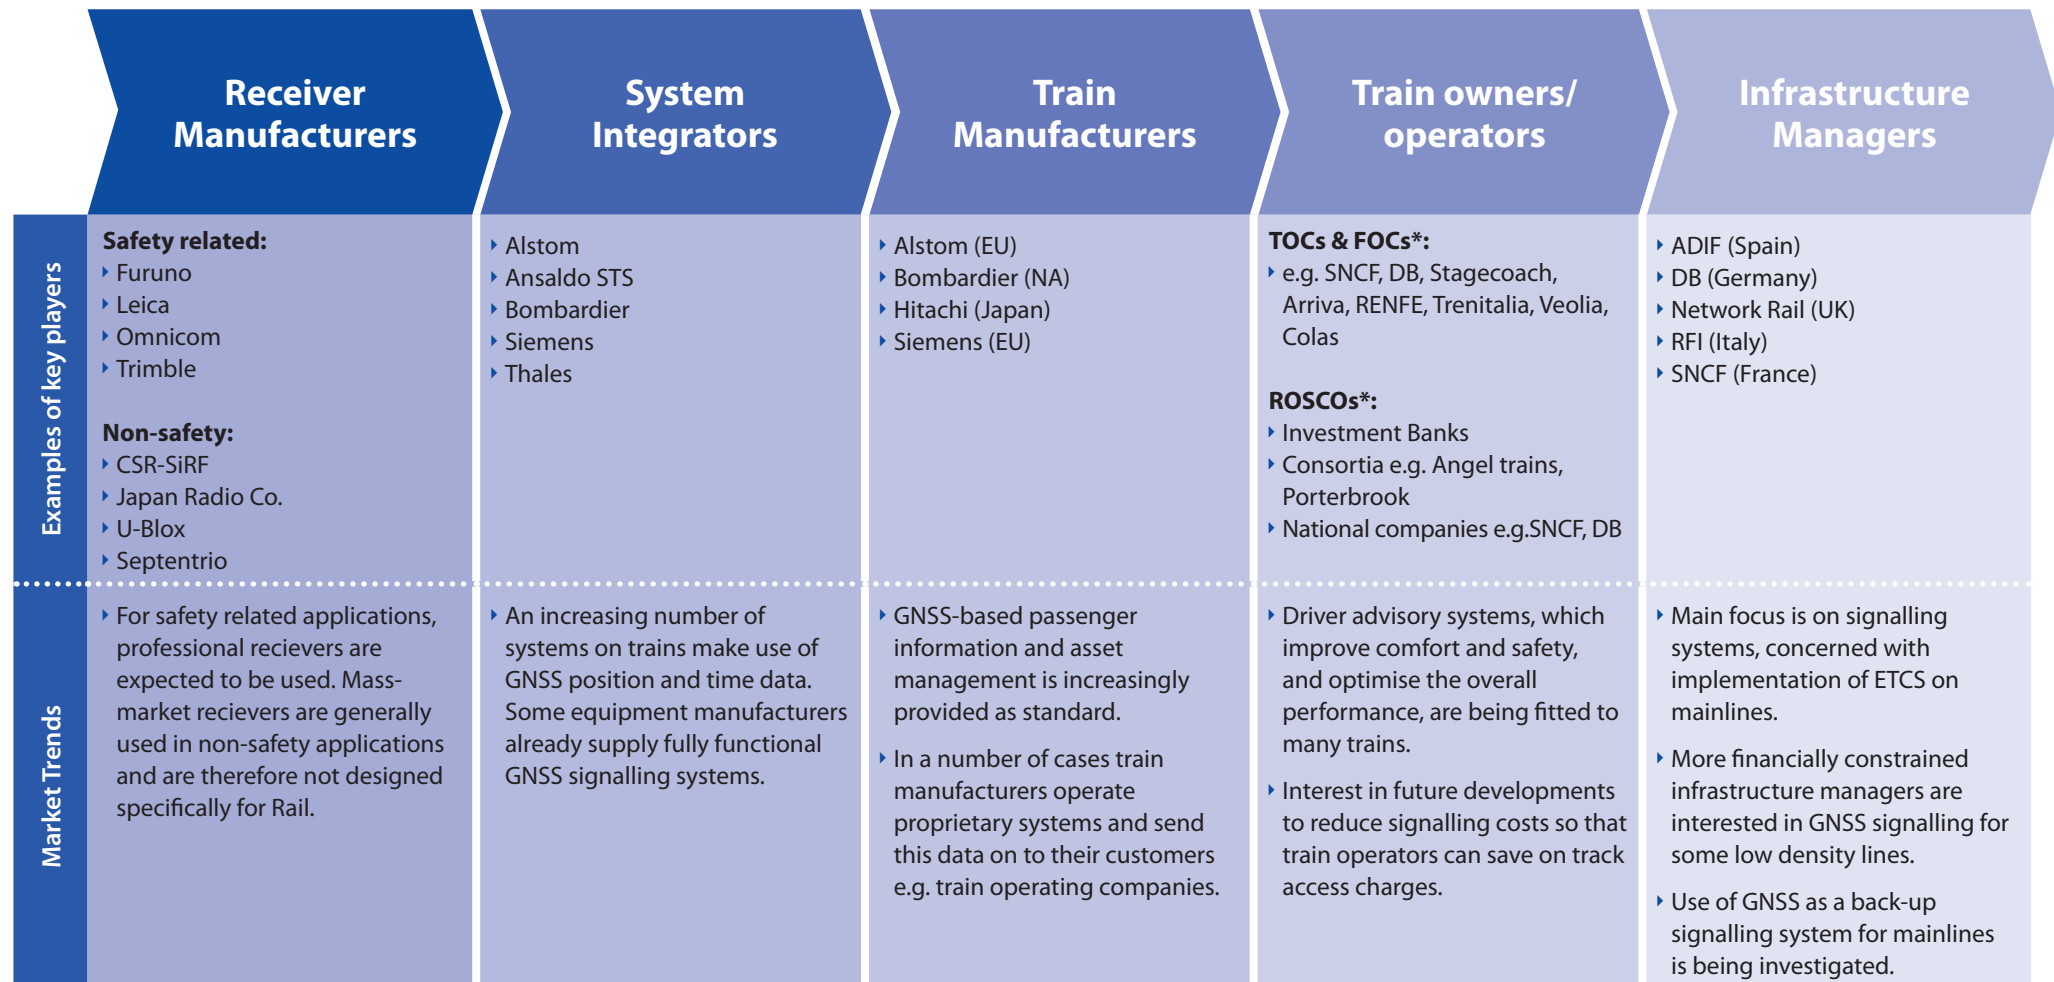 Receiver
Manufacturers
System
Integrators
Train
Manufacturers
Train owners/
operators
Infrastructure
Managers
Examples of key players
Safety related:
Furuno
Leica
Omnicom
Trimble
Non-safety:
CSR-SiRF
Japan Radio Co.
U-Blox
Septentrio
Alstom
Ansaldo STS
Bombardier
Siemens
Thales
Alstom (EU)
Bombardier (NA)
Hitachi (Japan)
Siemens (EU)
TOCs & FOCs*:
e.g. SNCF, DB, Stagecoach,
Arriva, RENFE, Trenitalia, Veolia,
Colas
ROSCOs*:
Investment Banks
Consortia e.g. Angel trains,
Porterbrook
National companies e.g.SNCF, DB
ADIF (Spain)
DB (Germany)
Network Rail (UK)
RFI (Italy)
SNCF (France)
Market Trends
For safety related applications,
professional recievers are
expected to be used. Mass-
market recievers are generally
used in non-safety applications
and are therefore not designed
specifically for Rail.
An increasing number of
systems on trains make use of
GNSS position and time data.
Some equipment manufacturers
already supply fully functional
GNSS signalling systems.
GNSS-based passenger
information and asset
management is increasingly
provided as standard.
In a number of cases train
manufacturers operate
proprietary systems and send
this data on to their customers
e.g. train operating companies.
Driver advisory systems, which
improve comfort and safety,
and optimise the overall
performance, are being fitted to
many trains.
Interest in future developments
to reduce signalling costs so that
train operators can save on track
access charges.
Main focus is on signalling
systems, concerned with
implementation of ETCS on
mainlines.
More financially constrained
infrastructure managers are
interested in GNSS signalling for
some low density lines.
Use of GNSS as a back-up
signalling system for mainlines
is being investigated.